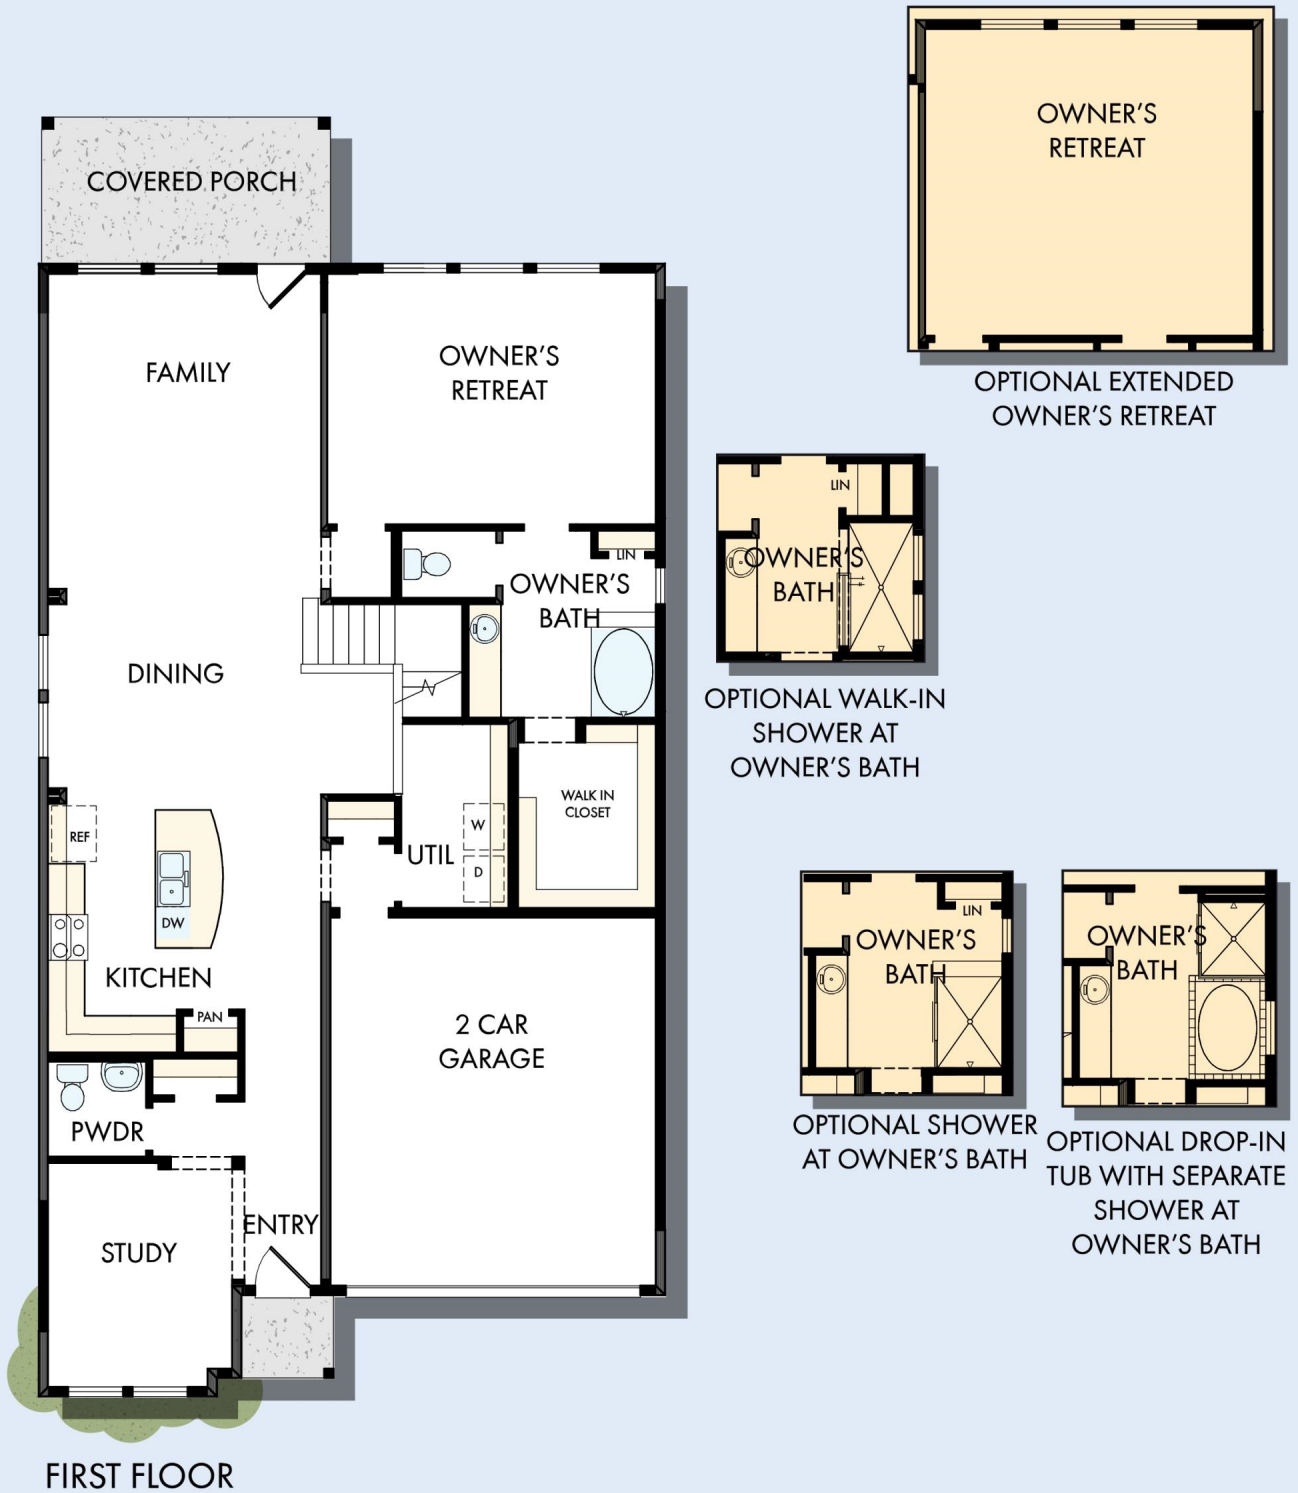 COVERED PORCH
FAMILY
OWNER'S
RETREAT
LIN
OWNER'S
BATH
DINING
WALK IN
CLOSET
REF
W
UTIL
D
DW
KITCHEN
PAN
2 CAR
GARAGE
PWDR
ENTRY
STUDY
FIRST FLOOR
OWNER'S
RETREAT
OPTIONAL EXTENDED
OWNER'S RETREAT
LIN
OWNER'S
BATH
OPTIONAL WALK-IN
SHOWER AT
OWNER'S BATH
LIN
OWNER'S
BATH
OPTIONAL SHOWER
AT OWNER'S BATH
OWNER'S
BATH
OPTIONAL DROP-IN
TUB WITH SEPARATE
SHOWER AT
OWNER'S BATH